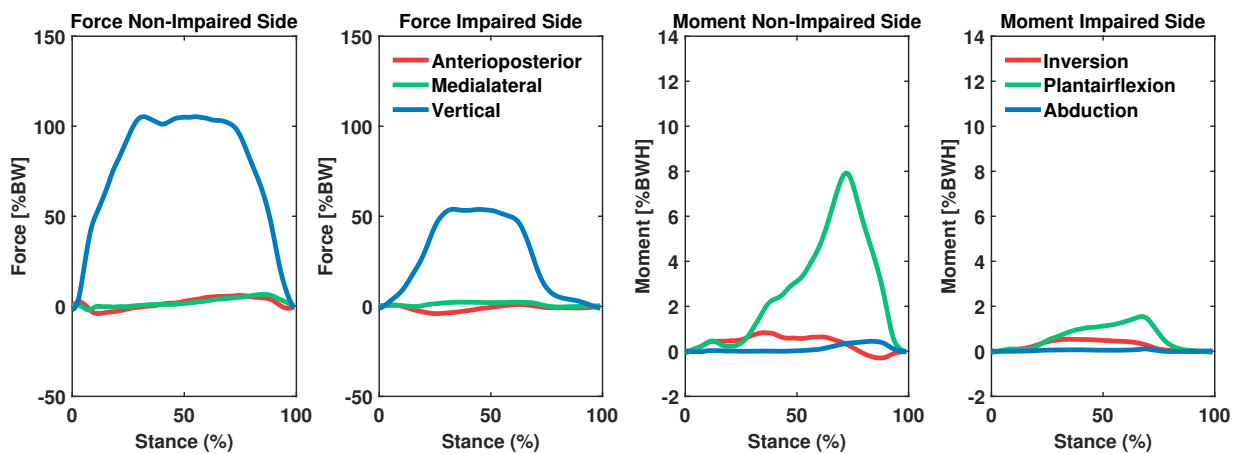 Force Non-Impaired Side
150
100
50
0
-50
Force [%BW]
0
50
100
Stance (%)
Force Impaired Side
150
100
50
0
-50
Force [%BW]
Anterioposterior
Medialateral
Vertical
0
50
100
Stance (%)
Moment Non-Impaired Side
14
12
10
8
6
4
2
0
-2
Moment [%BWH]
0
50
100
Stance (%)
Moment Impaired Side
14
12
10
8
6
4
2
0
-2
Moment [%BWH]
Inversion
Plantairflexion
Abduction
0
50
100
Stance (%)